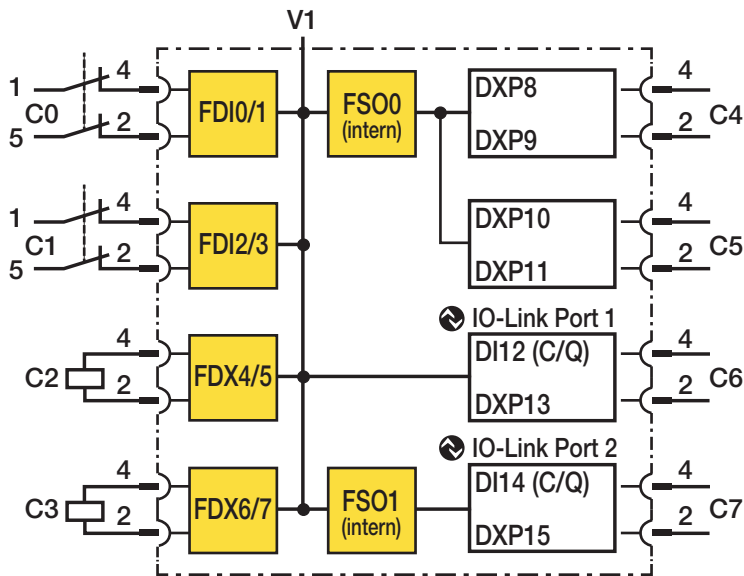 V1
1 4 C0 5 2
FDI0/1
FSO0
(intern)
DXP8
DXP9
4 C4 2
1 4 C1 5 2
FDI2/3
DXP10
DXP11
4 C5 2
4 C2 2
FDX4/5
IO-Link Port 1
DI12 (C/Q)
DXP13
4 C6 2
4 C3 2
FDX6/7
FSO1
(intern)
IO-Link Port 2
DI14 (C/Q)
DXP15
4 C7 2